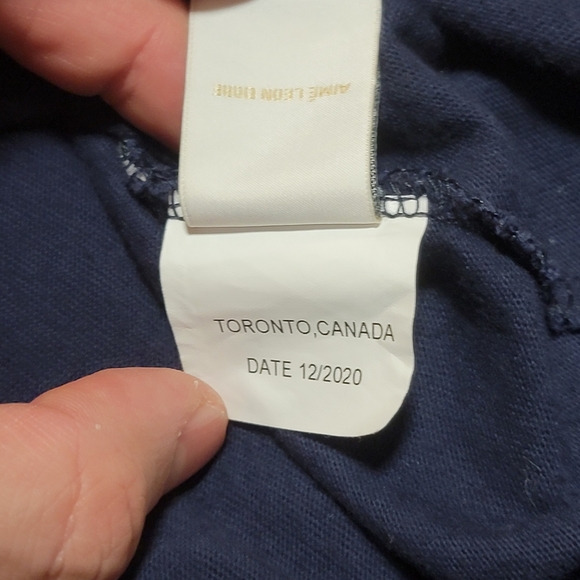 AIMÉ LEON DORE
TORONTO,CANADA
DATE 12/2020